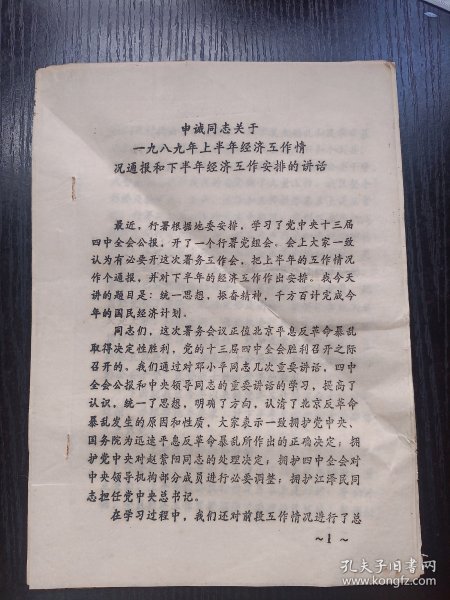 申诚同志关于
一九八九年上半年经济工作情
况通报和下半年经济工作安排的讲话
最近，行署根据地委安排，学习了党中央十三届
四中全会公报，开了一个行署党组会、会上大家一致
认为有必要开这次署务工作会，把上半年的工作情况
作个通报，并对下半年的经济工作作出安排。我今天
讲的题目是：统一思想，振奋精神，千方百计完成今
年的国民经济计划。
同志们，这次署务会议正值北京平息反革命暴乱
取得决定性胜利，党的十三届四中全会胜利召开之际
召开的。我们通过对邓小平同志几次重要讲话，四中
全会公报和中央领导同志的重要讲话的学习，提高了
认识，统一了思想，明确了方向，认清了北京反革命
暴乱发生的原因和性质，表示一致拥护党中央、
国务院为迅速平息反革命暴乱所作出的正确决定；拥
护党中央对赵紫阳同志的处理决定；拥护四中全会对
中央领导机构部分成员进行必要调整；拥护江泽民同
志担任党中央总书记。
在学习过程中，我们还对前段工作情况进行了总
～1～
孔夫子旧书网
www.kongfz.com